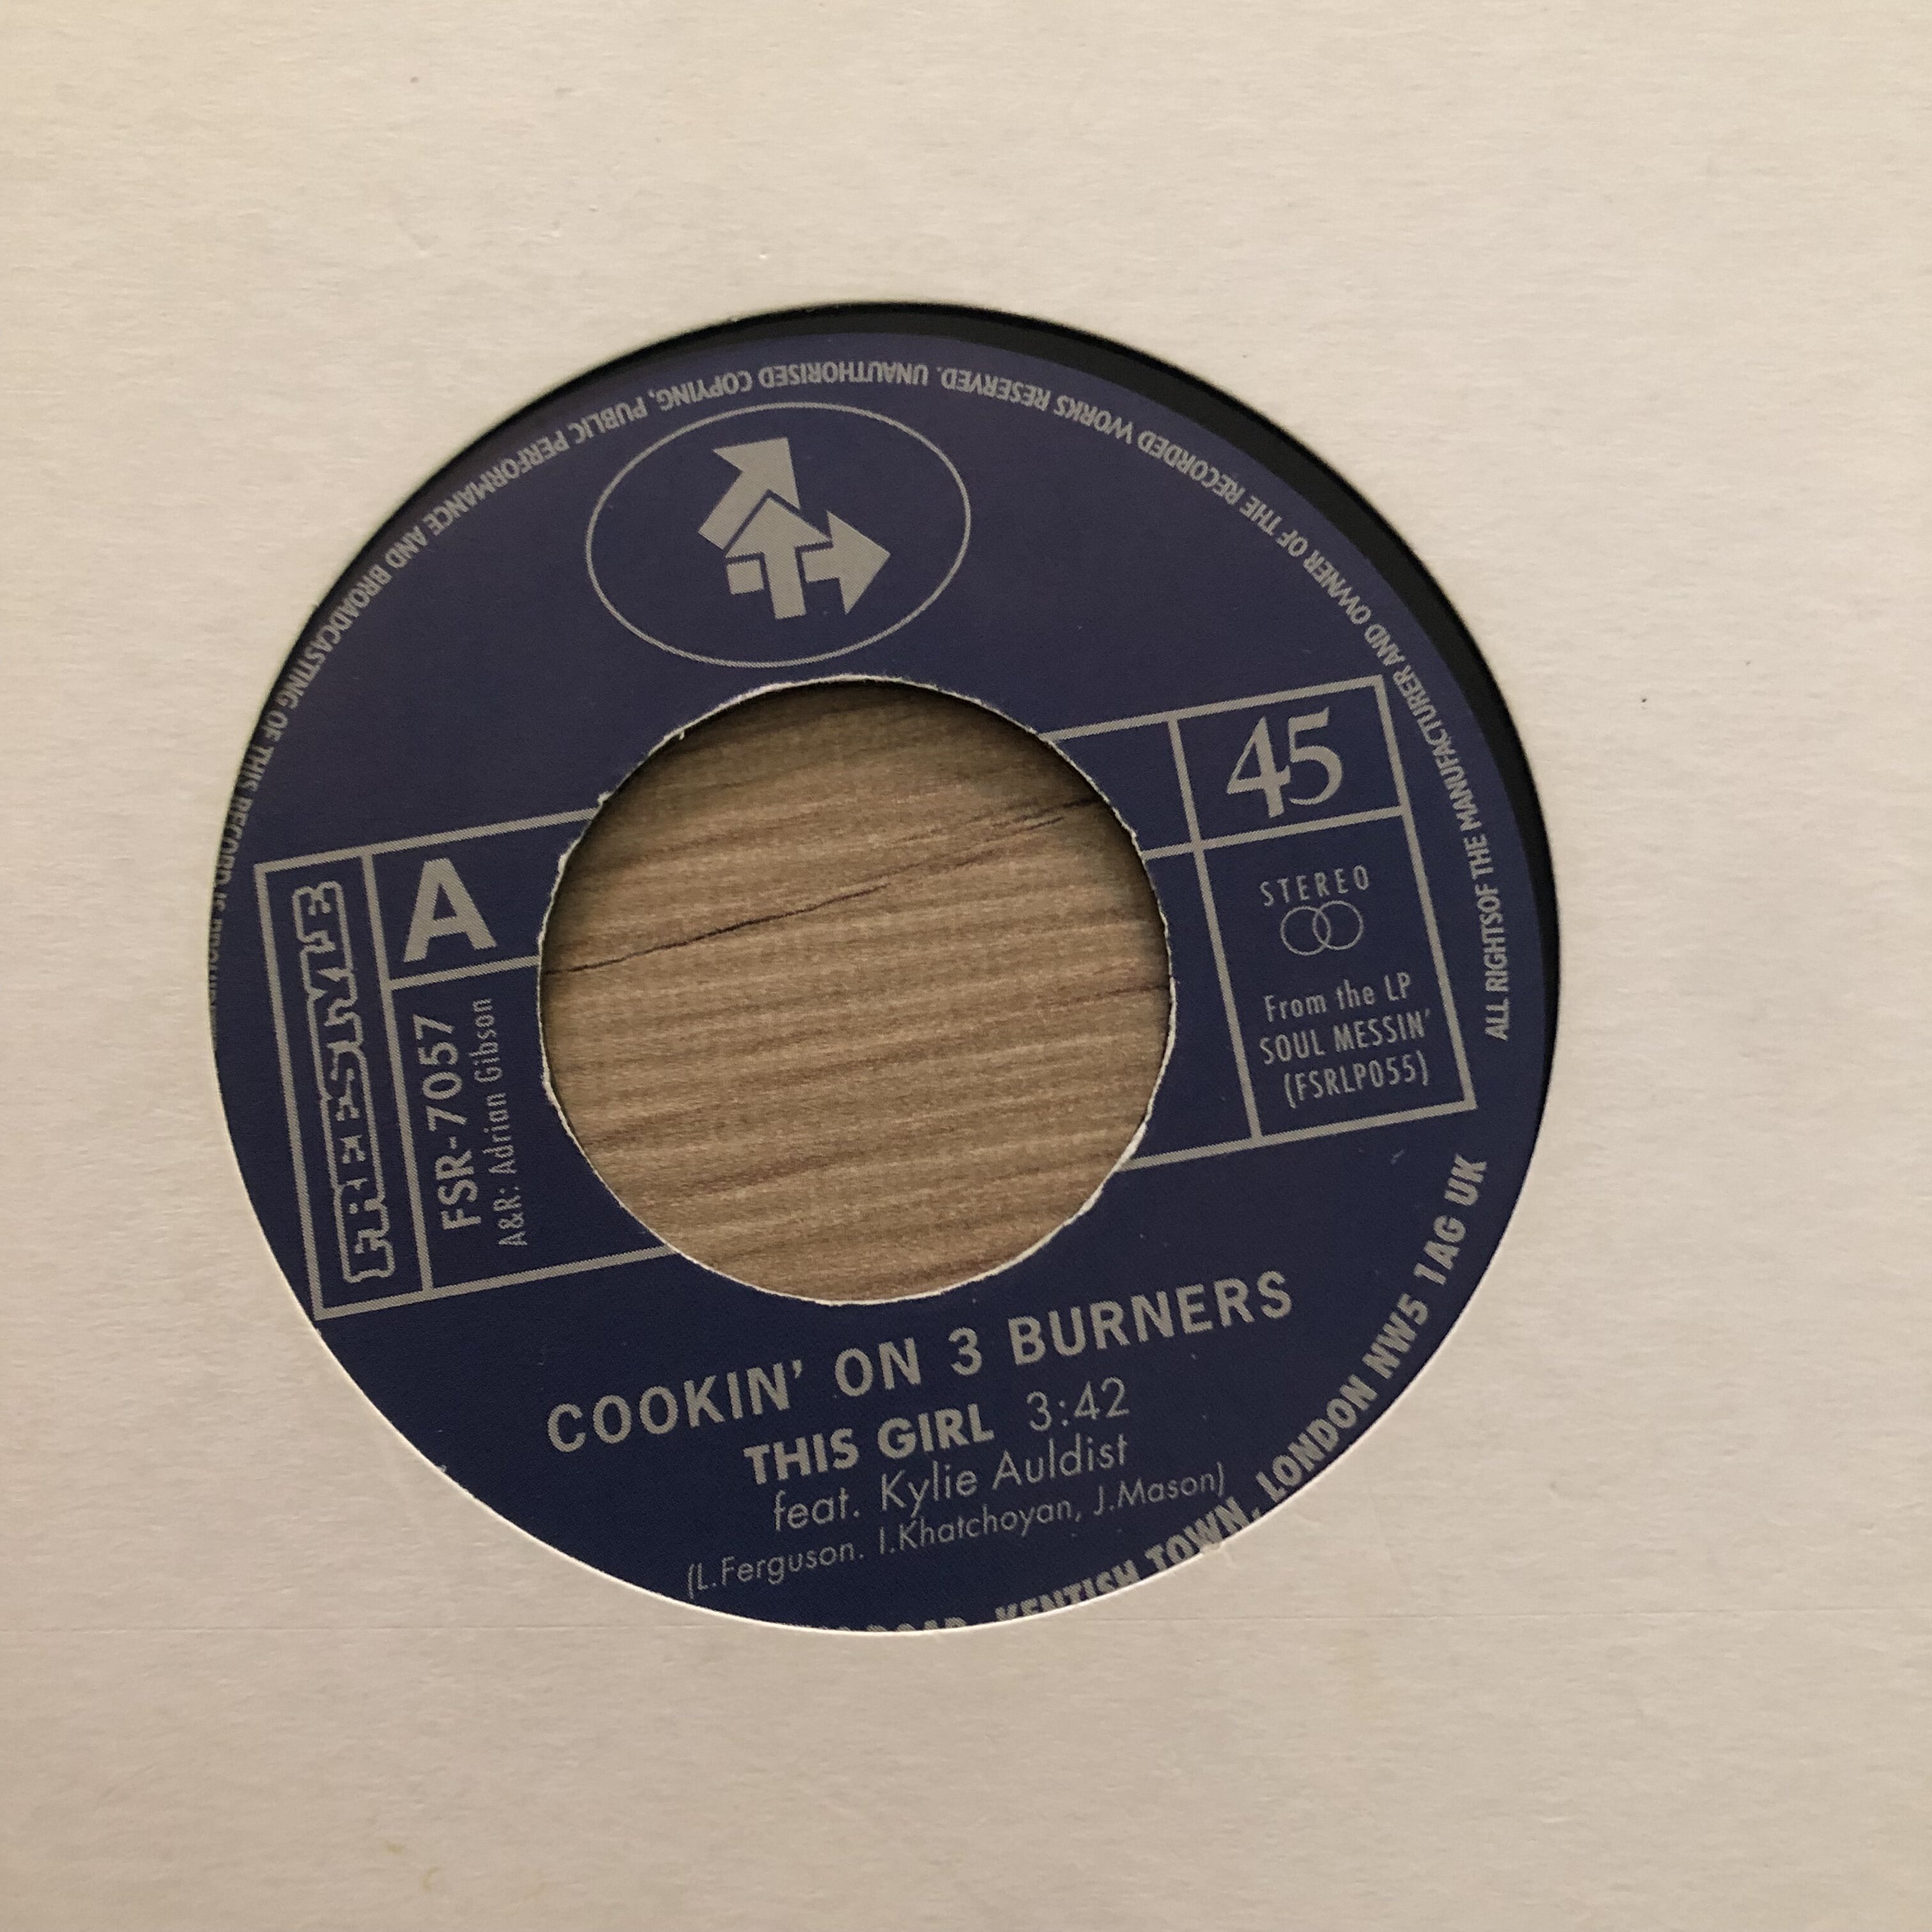 ALL RIGHTSOF THE MANUFACTURER AND OWNER OF THE RECORDED WORKS RESERVED. UNAUTHORISED COPYING, PUBLIC PERFORMANCE AND BROADCASTING OF THIS RECORD IS
FREESTYLE
A
FSR-7057
A&R: Adrian Gibson
45
STEREO
From the LP
SOUL MESSIN'
(FSRLP055)
COOKIN' ON 3 BURNERS
THIS GIRL 3:42
feat. Kylie Auldist
(L.Ferguson. I.Khatchoyan, J.Mason)
ROAD, KENTISH TOWN, LONDON NW5 1AG UK